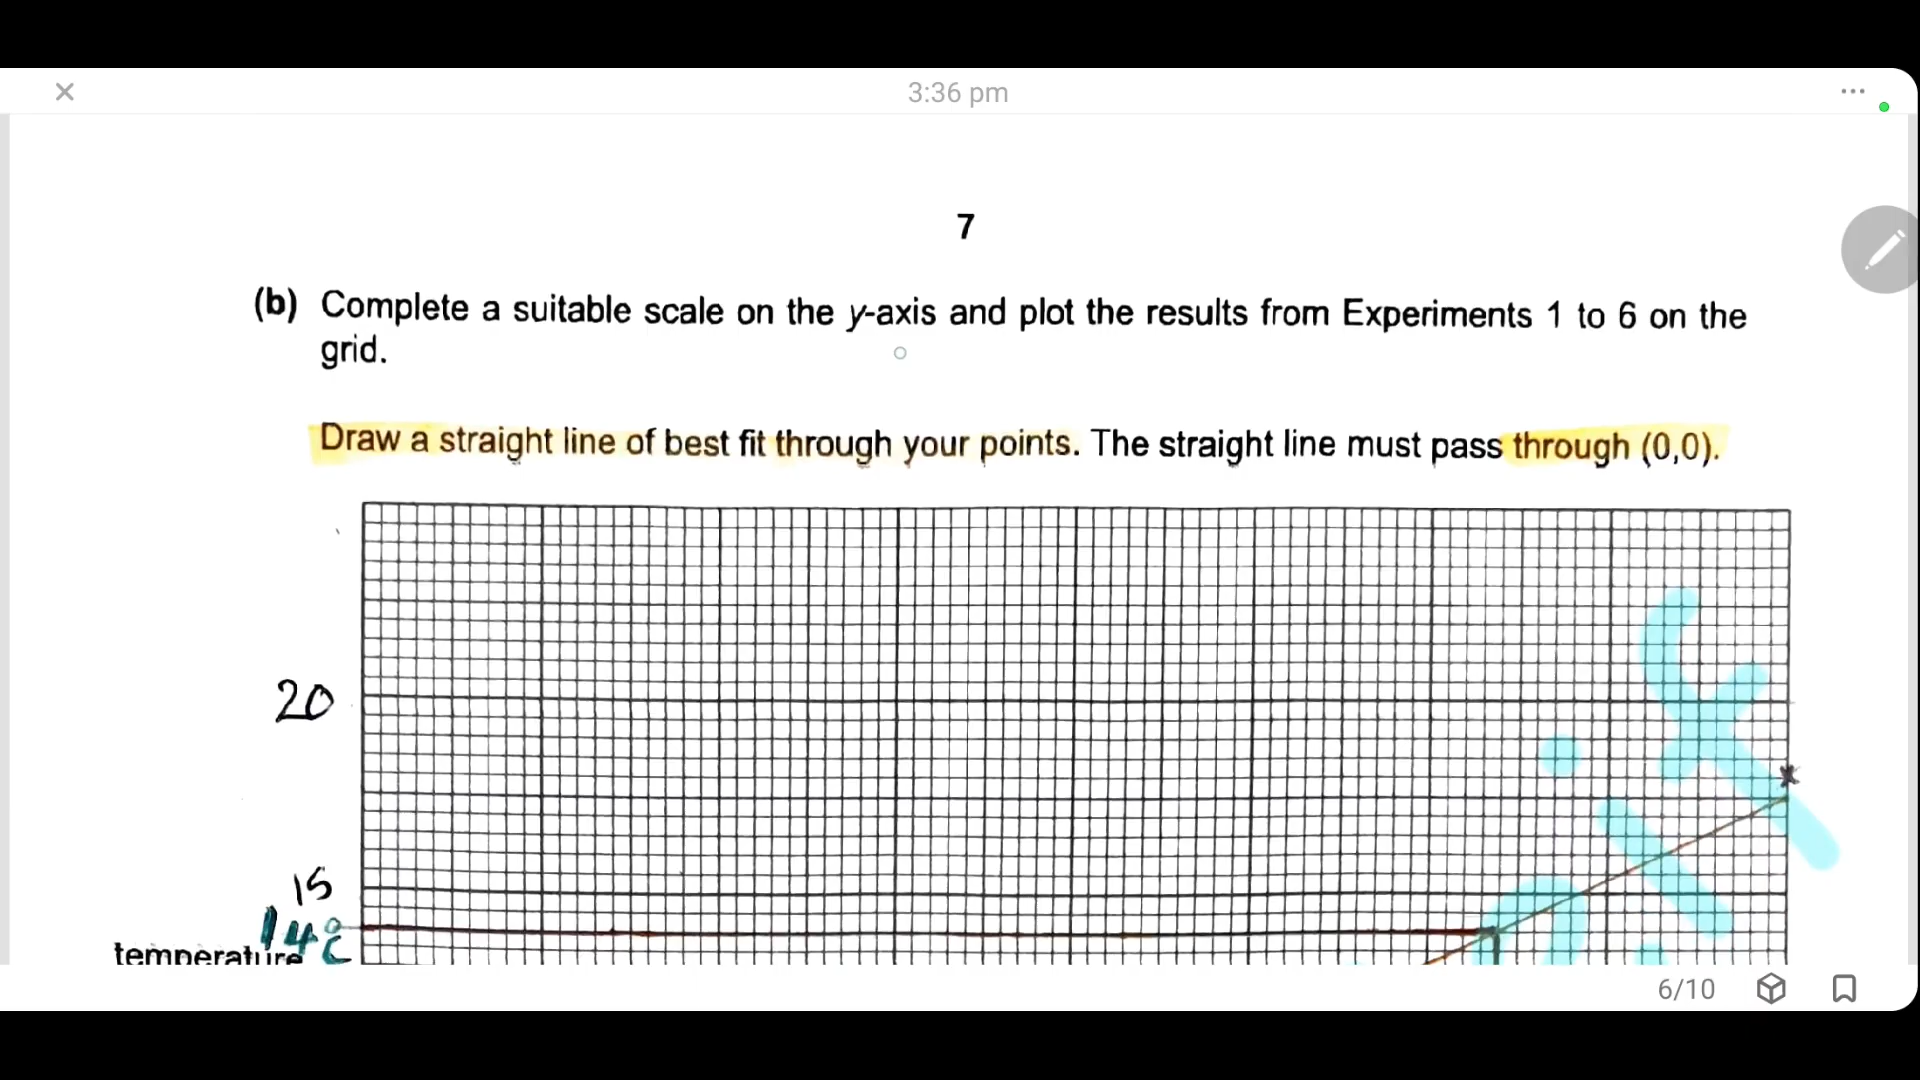 3:36 pm
7
(b) Complete a suitable scale on the y-axis and plot the results from Experiments 1 to 6 on the
grid.
Draw a straight line of best fit through your points. The straight line must pass through (0,0).
20
15
14°C
temperature
6/10